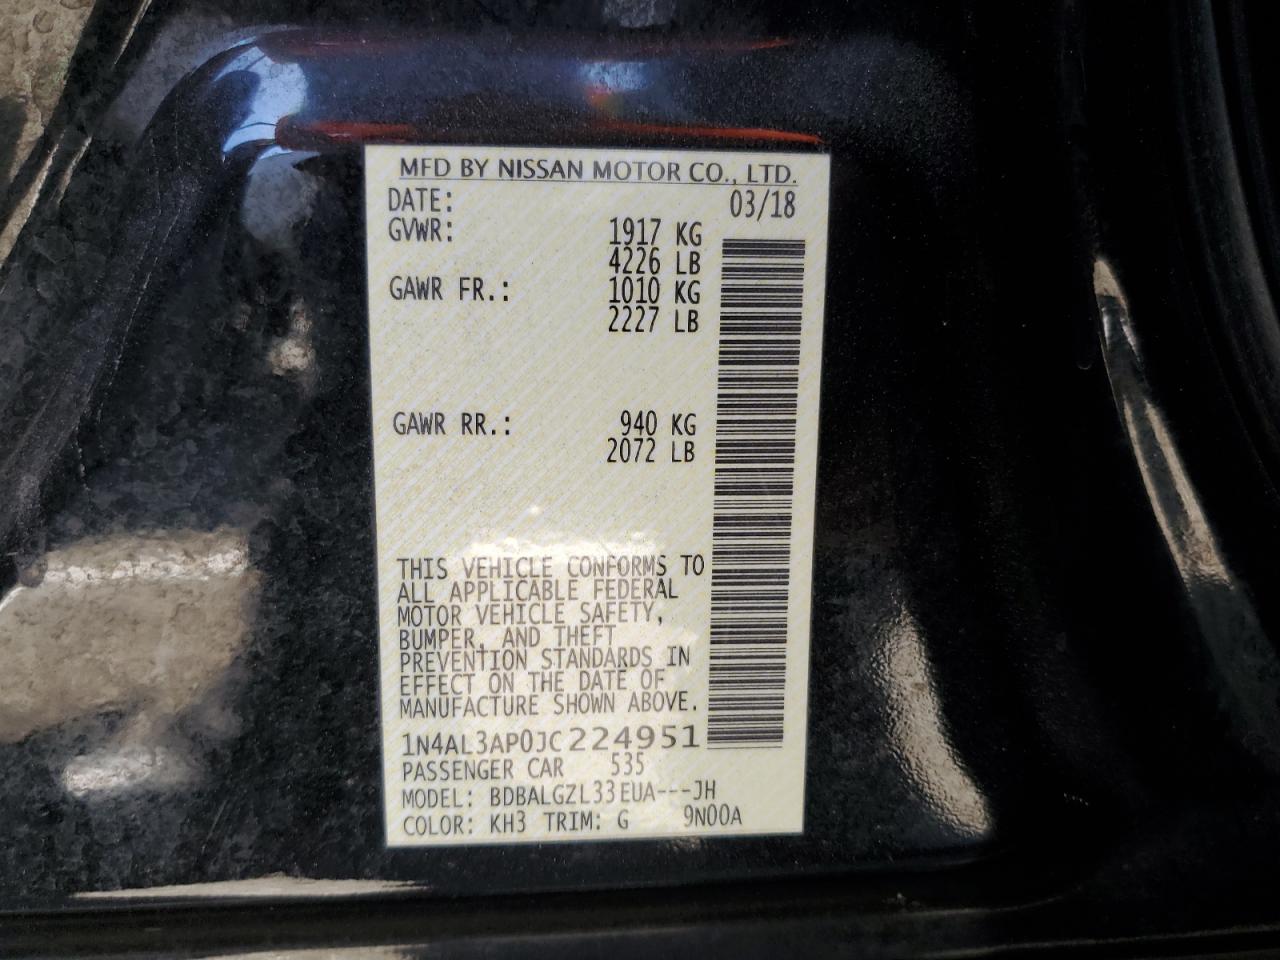 MFD BY NISSAN MOTOR CO., LTD.
DATE: 03/18
GVWR: 1917 KG
4226 LB
GAWR FR.: 1010 KG
2227 LB
GAWR RR.: 940 KG
2072 LB
THIS VEHICLE CONFORMS TO
ALL APPLICABLE FEDERAL
MOTOR VEHICLE SAFETY,
BUMPER, AND THEFT
PREVENTION STANDARDS IN
EFFECT ON THE DATE OF
MANUFACTURE SHOWN ABOVE.
1N4AL3AP0JC224951
PASSENGER CAR 535
MODEL: BDBALGZL33EUA---JH
COLOR: KH3 TRIM: G 9N00A